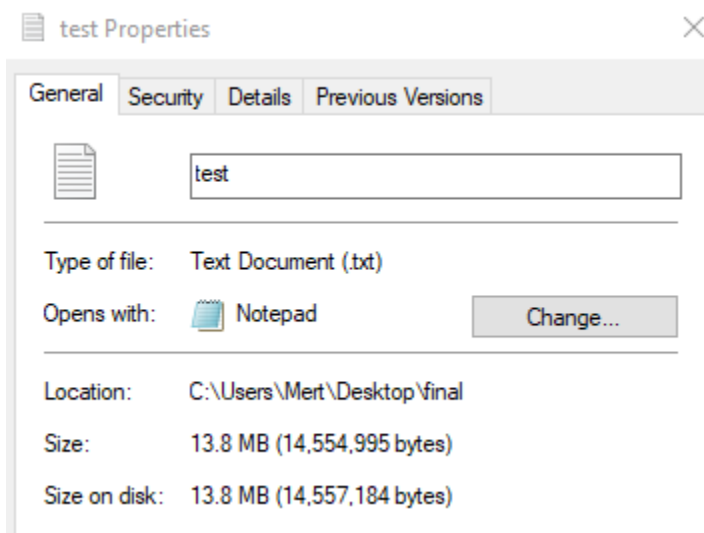 test Properties
General Security Details Previous Versions
test
Type of file: Text Document (.txt)
Opens with: Notepad Change...
Location: C:\Users\Mert\Desktop\final
Size: 13.8 MB (14,554,995 bytes)
Size on disk: 13.8 MB (14,557,184 bytes)